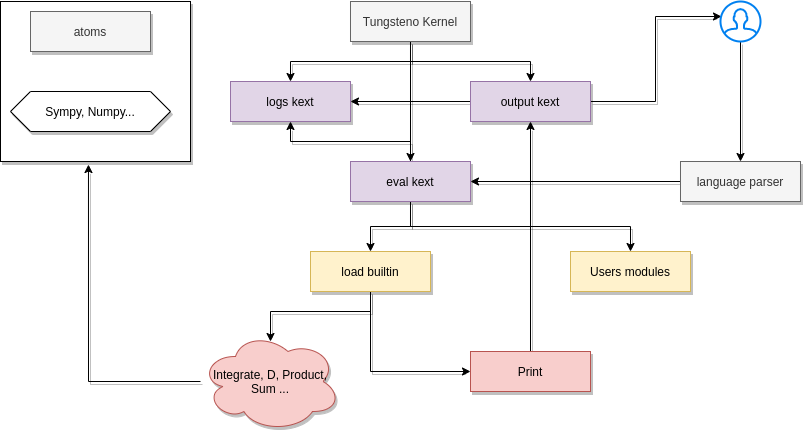 atoms
Tungsteno Kernel
Sympy, Numpy...
logs kext
output kext
eval kext
language parser
load builtin
Users modules
Integrate, D, Product,
Sum ...
Print